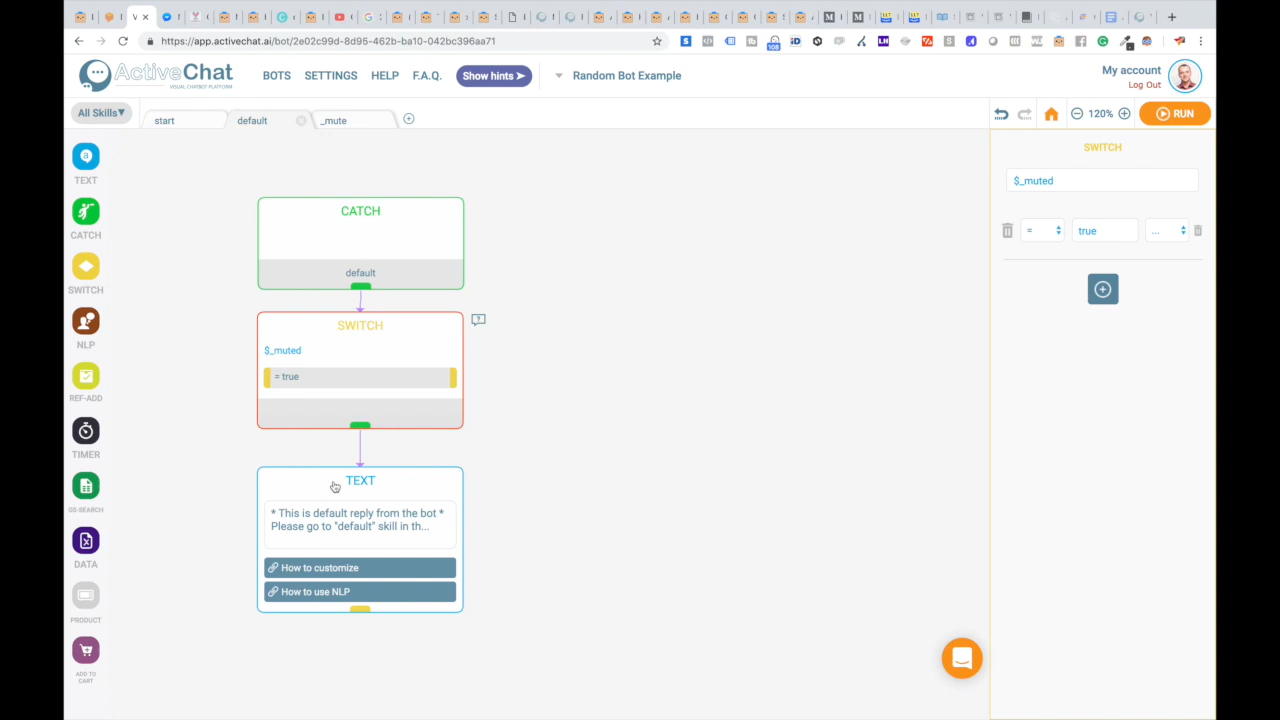 https://app.activechat.ai/bot/2e02c99d-8d95-462b-ba10-042bc396aa71
108
ActiveChat
VISUAL CHATBOT PLATFORM
BOTS
SETTINGS
HELP
F.A.Q.
Show hints
Random Bot Example
My account
Log Out
All Skills
start
default
_mute
120%
RUN
TEXT
CATCH
SWITCH
NLP
REF-ADD
TIMER
GS-SEARCH
DATA
PRODUCT
ADD TO
CART
CATCH
default
SWITCH
$_muted
= true
TEXT
* This is default reply from the bot *
Please go to "default" skill in th...
How to customize
How to use NLP
SWITCH
$_muted
=
true
...